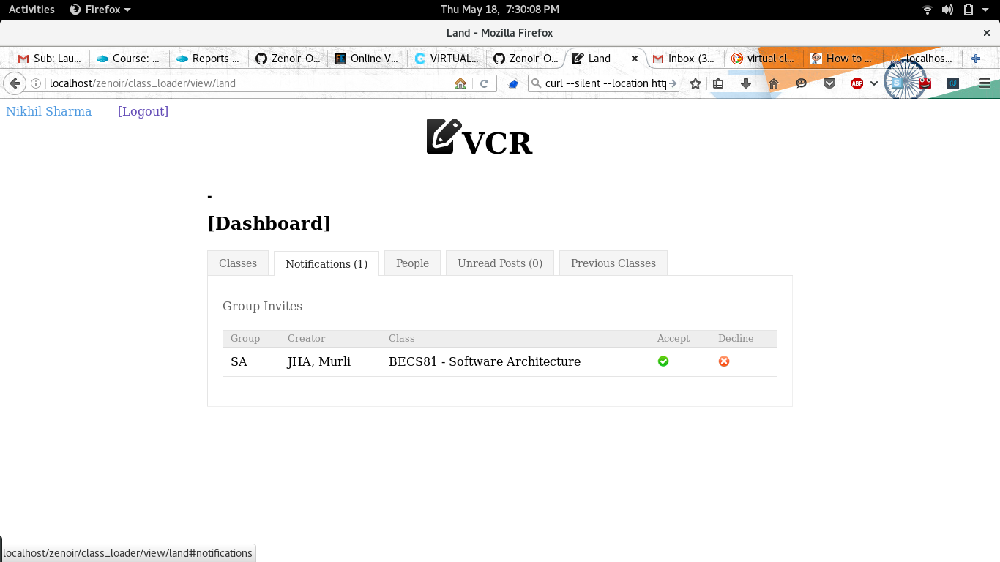 Activities Firefox Thu May 18, 7:30:08 PM
Land - Mozilla Firefox
Sub: Lau... Course: ... Reports ... Zenoir-O... Online V... VIRTUAL... Zenoir-O... Land Inbox (3... virtual cl... How to ... localhos...
localhost/zenoir/class_loader/view/land curl --silent --location http ABP
Nikhil Sharma [Logout]
VCR
-
[Dashboard]
Classes Notifications (1) People Unread Posts (0) Previous Classes
Group Invites
Group Creator Class Accept Decline
SA JHA, Murli BECS81 - Software Architecture
localhost/zenoir/class_loader/view/land#notifications